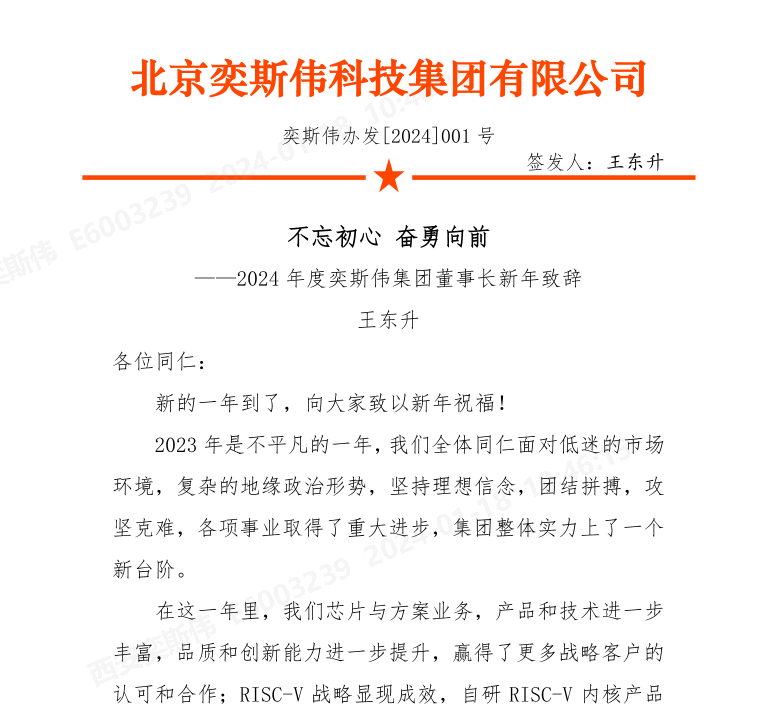 北京奕斯伟科技集团有限公司
奕斯伟办发[2024]001 号
签发人：王东升
不忘初心 奋勇向前
——2024 年度奕斯伟集团董事长新年致辞
王东升
各位同仁：
新的一年到了，向大家致以新年祝福！
2023 年是不平凡的一年，我们全体同仁面对低迷的市场
环境，复杂的地缘政治形势，坚持理想信念，团结拼搏，攻
坚克难，各项事业取得了重大进步，集团整体实力上了一个
新台阶。
在这一年里，我们芯片与方案业务，产品和技术进一步
丰富，品质和创新能力进一步提升，赢得了更多战略客户的
认可和合作；RISC-V 战略显现成效，自研 RISC-V 内核产品
奕斯伟 E6003239 2024-01-18 10:4
西安奕斯伟 E6003239 2024-01-18 10:46:15